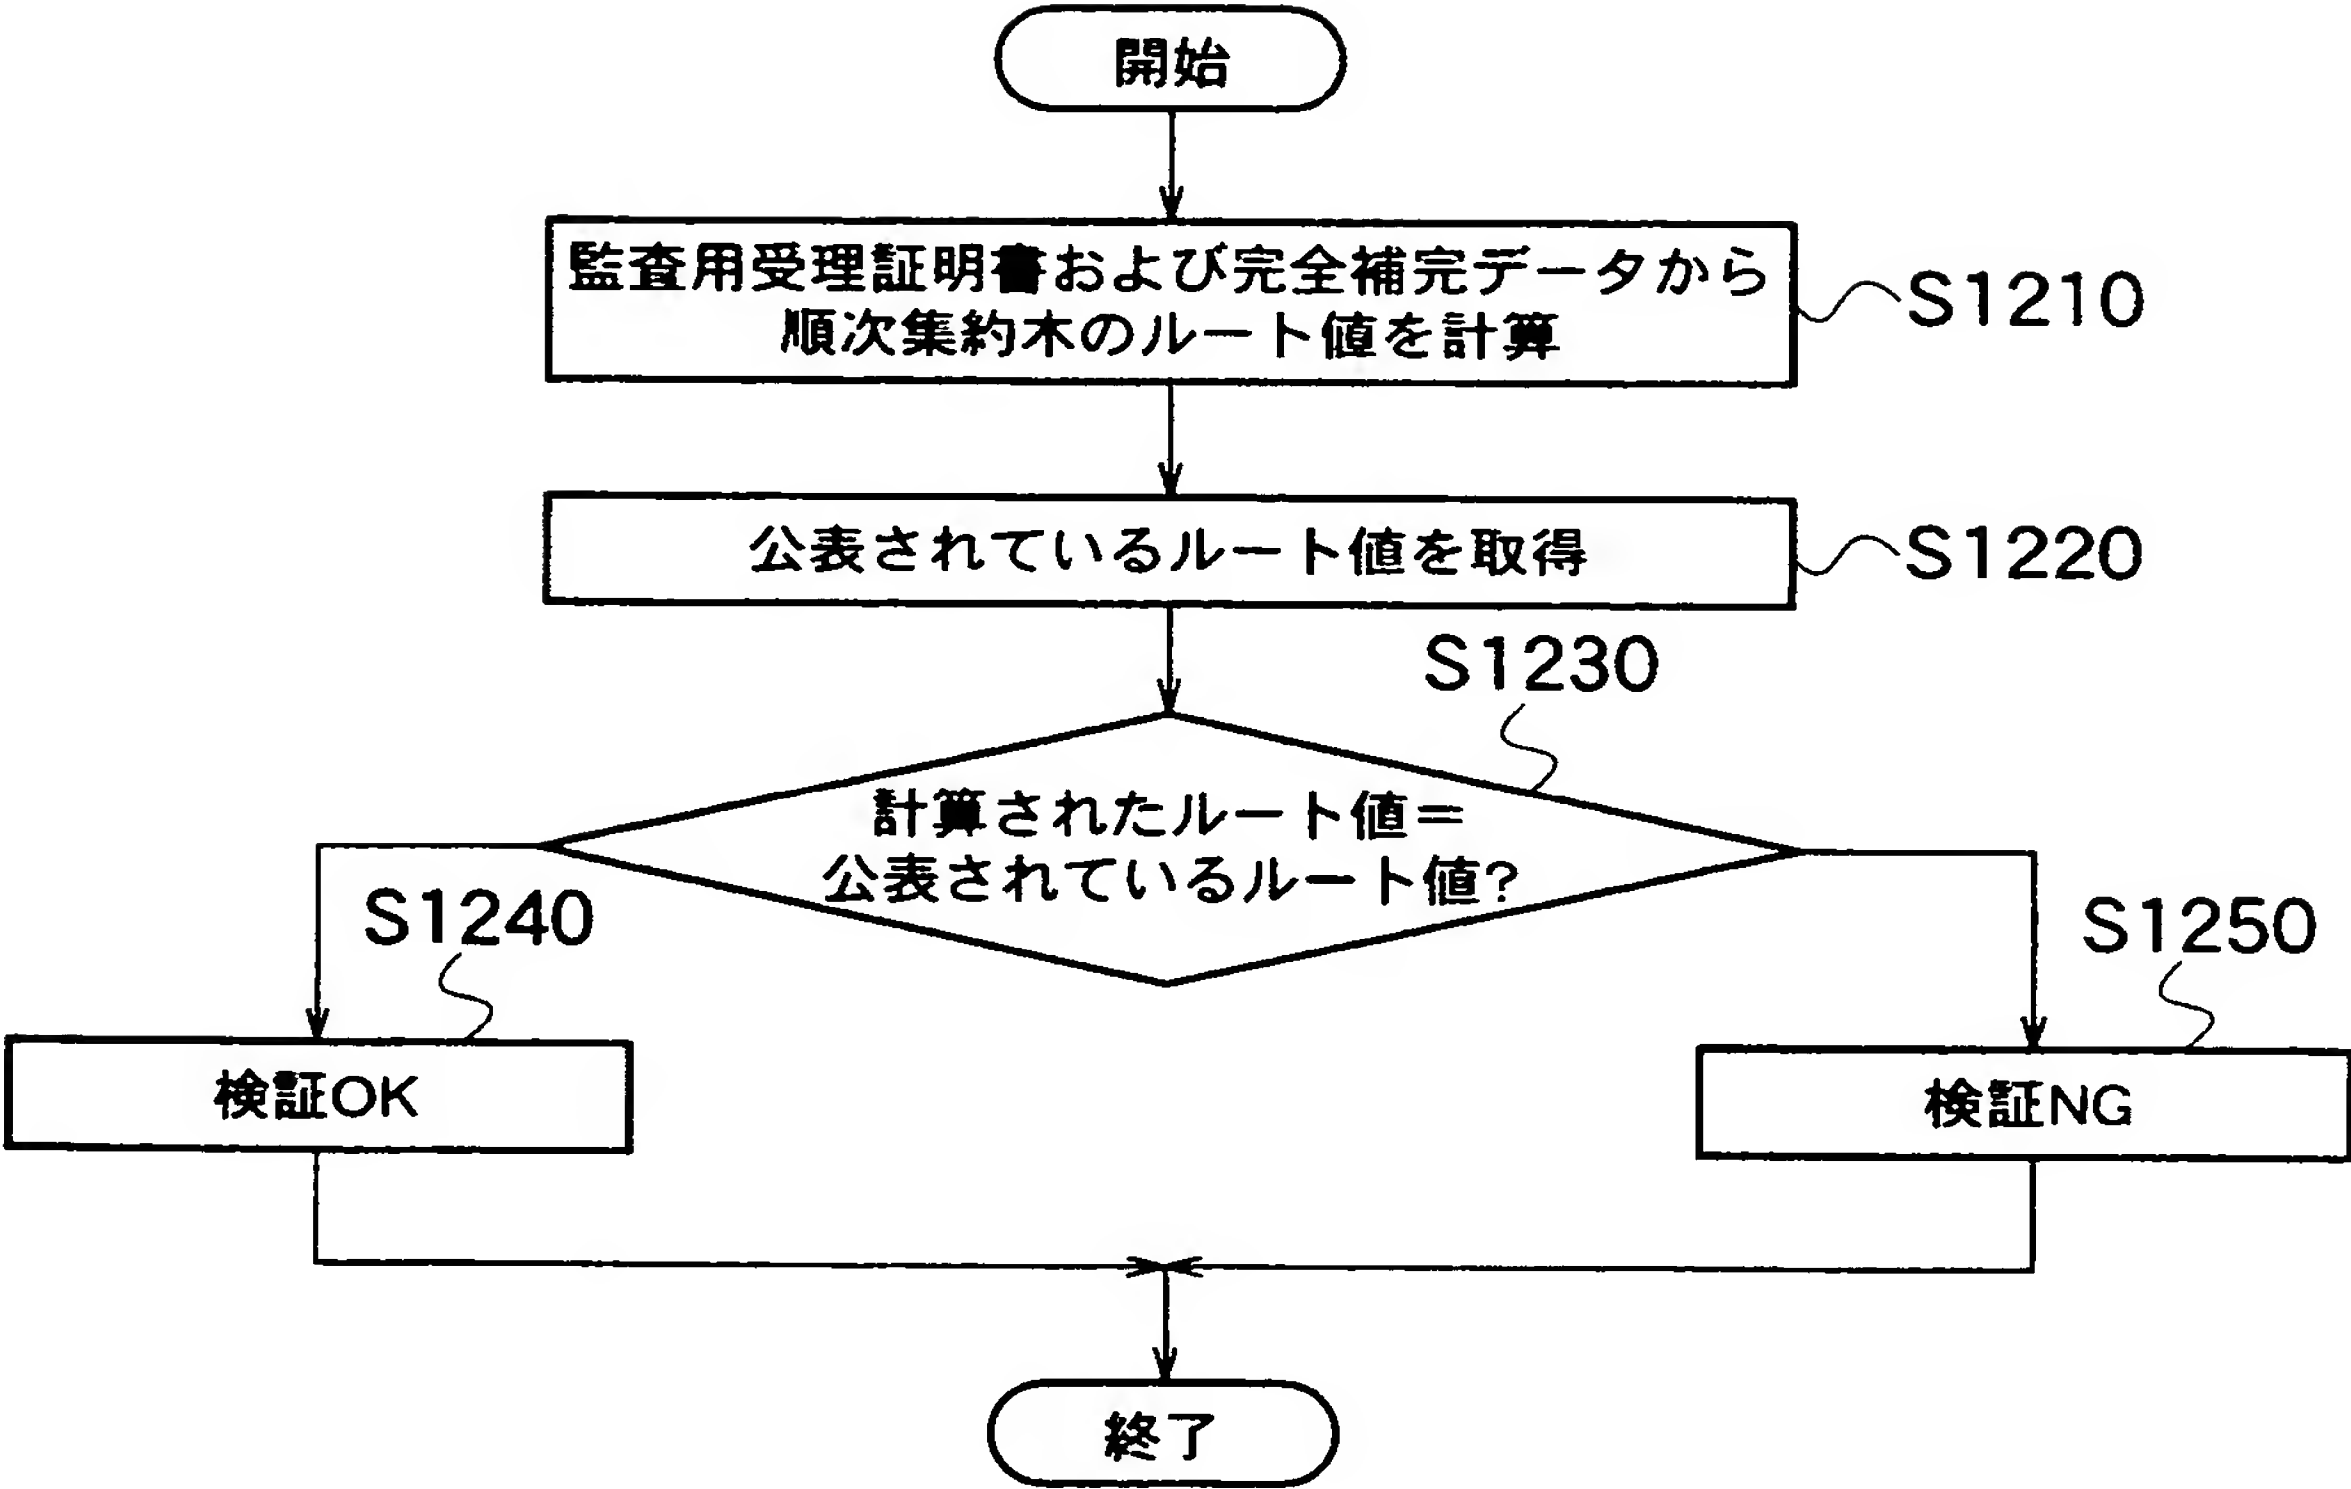 開始
監査用受理証明書および完全補完データから
順次集約木のルート値を計算
S1210
公表されているルート値を取得
S1220
S1230
計算されたルート値＝
公表されているルート値?
S1240
S1250
検証OK
検証NG
終了